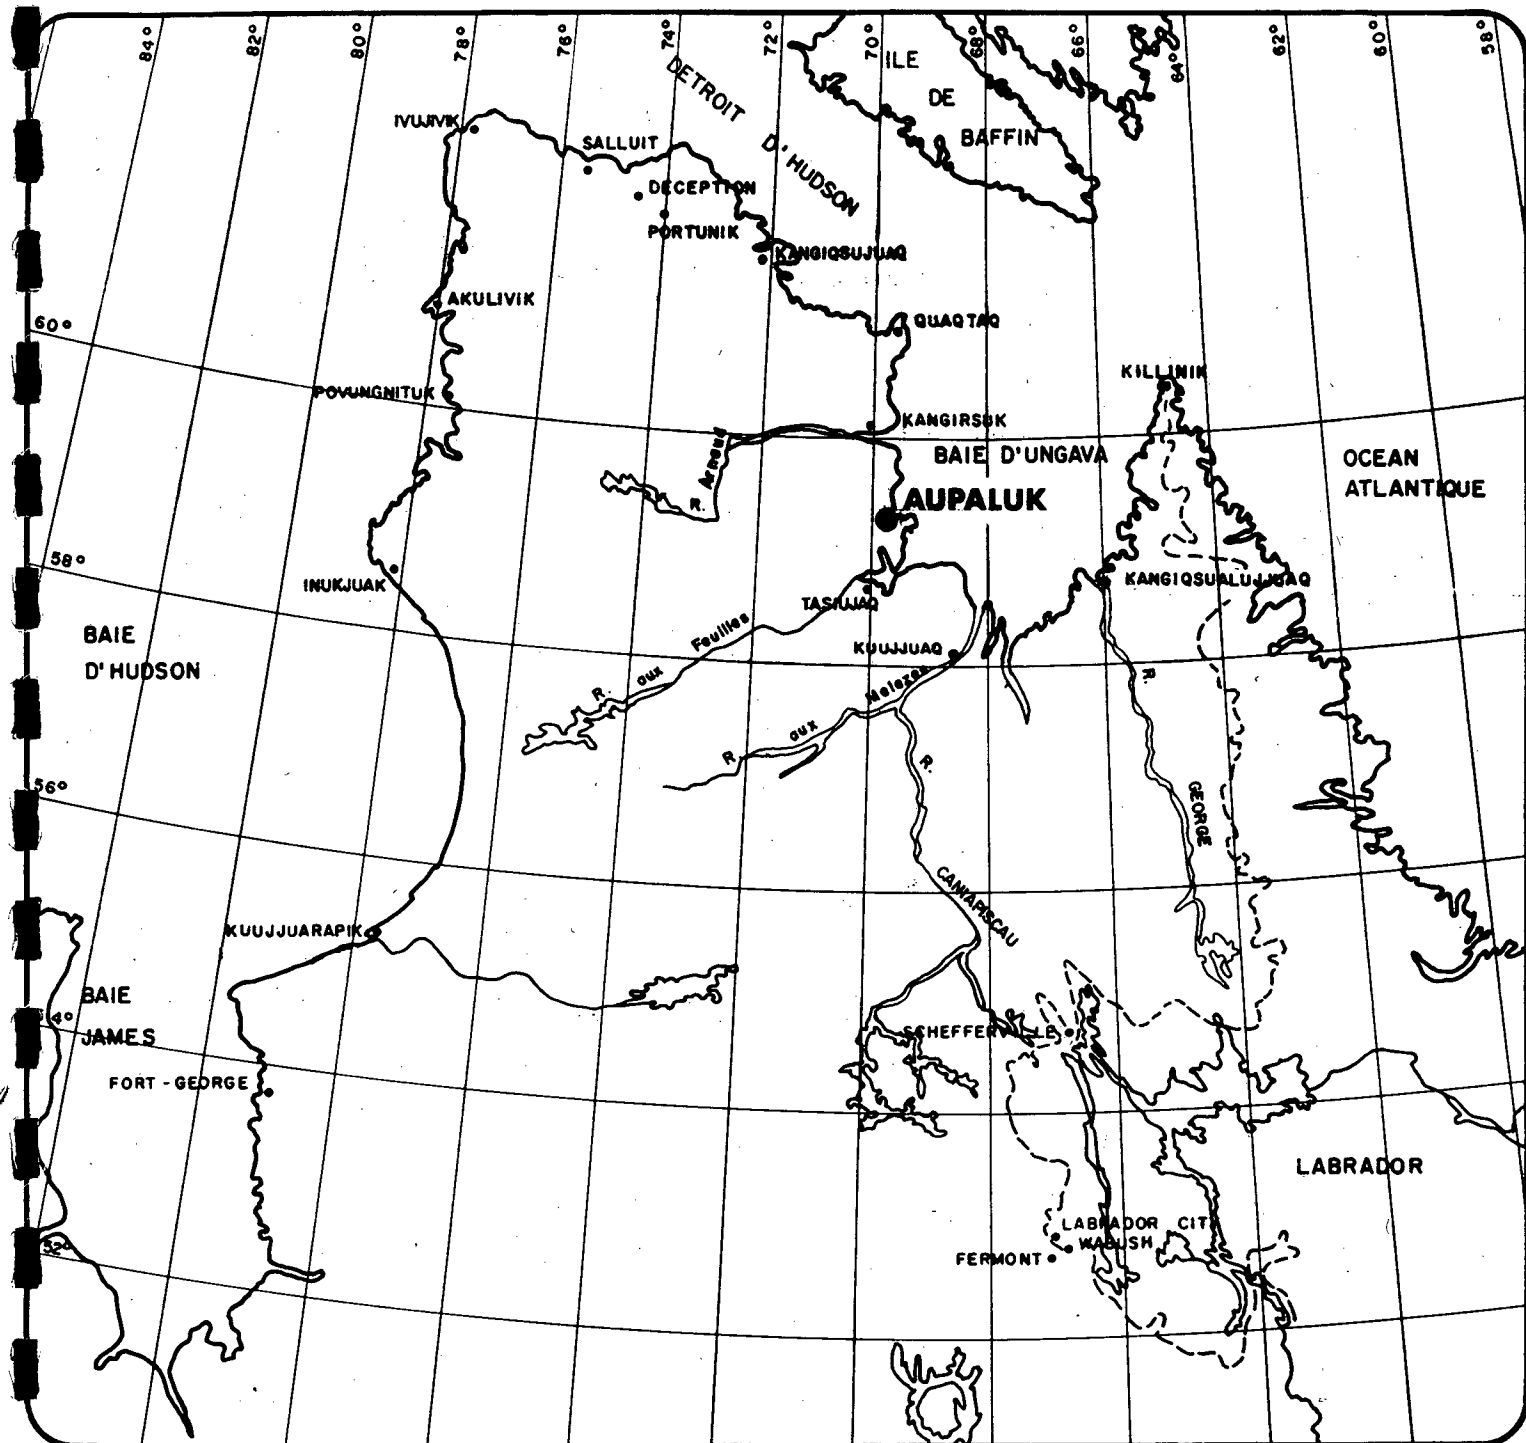 84°
82°
80°
78°
76°
74°
72°
70°
68°
66°
64°
62°
60°
58°
ILE
DE
BAFFIN
DETROIT
D'HUDSON
IVUJIVIK
SALLUIT
DECEPTION
PORTUNIK
KANGIQSUJUAQ
AKULIVIK
QUAQTAQ
60°
KILLINIK
POVUNGNITUK
KANGIRSUK
R. Arnaud
BAIE D'UNGAVA
OCEAN
ATLANTIQUE
AUPALUK
58°
INUKJUAK
KANGIQSUALUJJUAQ
TASIUJAQ
R. aux Feuilles
BAIE
D'HUDSON
KUUJJUAQ
R. aux Melezes
R.
CANIAPISCAU
R.
GEORGE
56°
KUUJJUARAPIK
BAIE
JAMES
54°
SCHEFFERVILLE
FORT-GEORGE
LABRADOR
LABRADOR CITY
WABUSH
FERMONT
52°